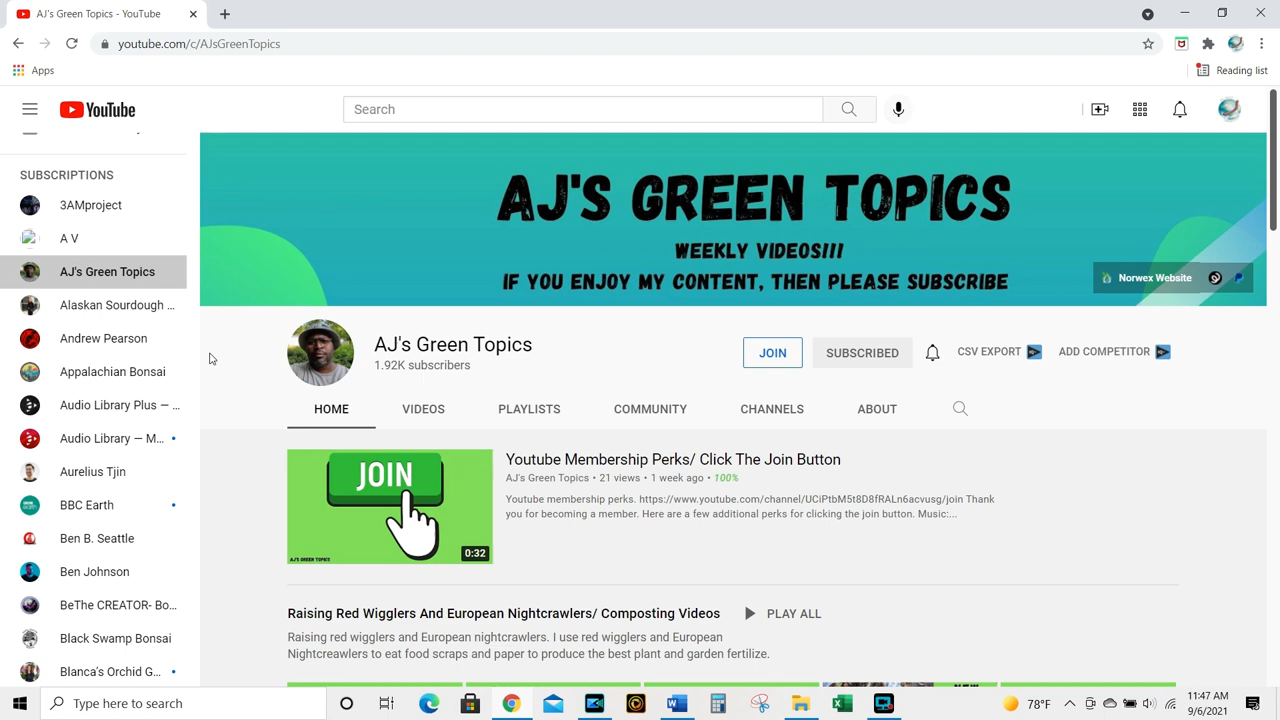 AJ's Green Topics - YouTube
youtube.com/c/AJsGreenTopics
Apps
Reading list
YouTube
Search
SUBSCRIPTIONS
3AMproject
A V
AJ's Green Topics
Alaskan Sourdough ...
Andrew Pearson
Appalachian Bonsai
Audio Library Plus — ...
Audio Library — M...
Aurelius Tjin
BBC Earth
Ben B. Seattle
Ben Johnson
BeThe CREATOR- Bo...
Black Swamp Bonsai
Blanca's Orchid G...
AJ'S GREEN TOPICS
WEEKLY VIDEOS!!!
IF YOU ENJOY MY CONTENT, THEN PLEASE SUBSCRIBE
Norwex Website
AJ's Green Topics
1.92K subscribers
JOIN
SUBSCRIBED
CSV EXPORT
ADD COMPETITOR
HOME
VIDEOS
PLAYLISTS
COMMUNITY
CHANNELS
ABOUT
JOIN
AJ'S GREEN TOPICS
0:32
Youtube Membership Perks/ Click The Join Button
AJ's Green Topics • 21 views • 1 week ago • 100%
Youtube membership perks. https://www.youtube.com/channel/UCiPtbM5t8D8fRALn6acvusg/join Thank
you for becoming a member. Here are a few additional perks for clicking the join button. Music:...
Raising Red Wigglers And European Nightcrawlers/ Composting Videos
PLAY ALL
Raising red wigglers and European nightcrawlers. I use red wigglers and European
Nightcreawlers to eat food scraps and paper to produce the best plant and garden fertilize.
Type here to search
78°F
11:47 AM
9/6/2021